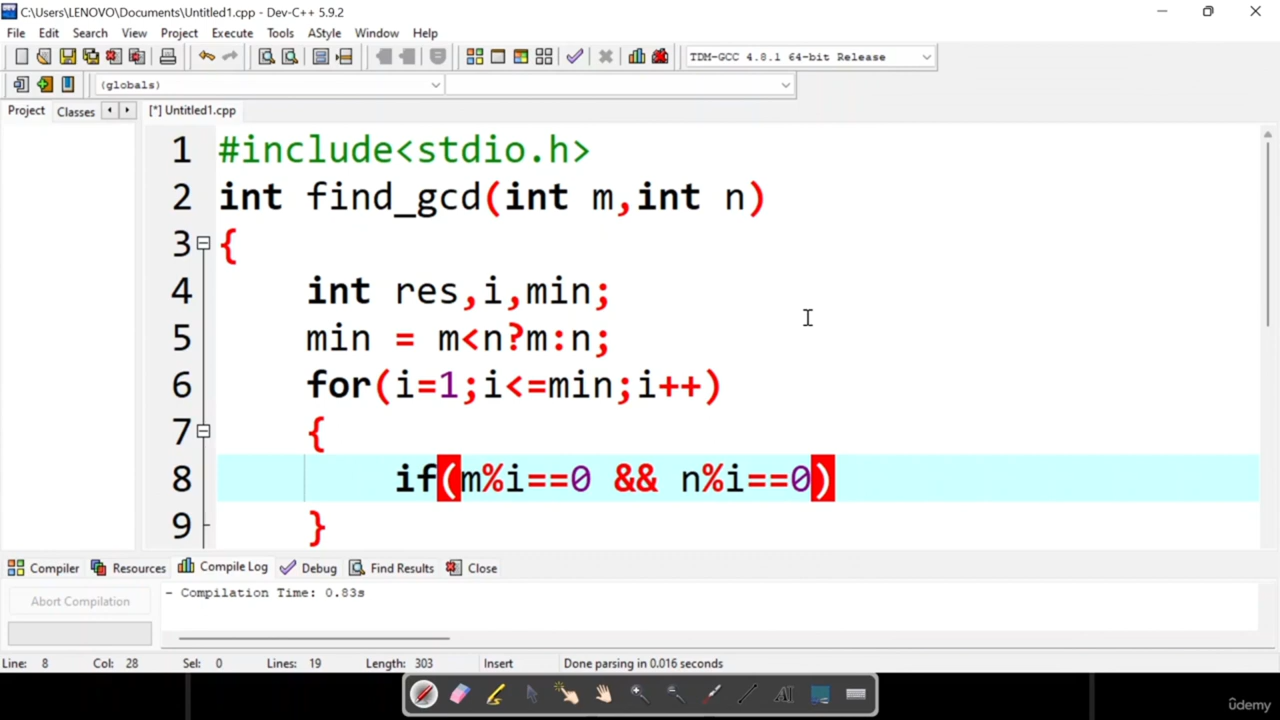 C:\Users\LENOVO\Documents\Untitled1.cpp - Dev-C++ 5.9.2
File Edit Search View Project Execute Tools AStyle Window Help
TDM-GCC 4.8.1 64-bit Release
(globals)
Project Classes [*] Untitled1.cpp
1 #include<stdio.h>
2 int find_gcd(int m,int n)
3 {
4 int res,i,min;
5 min = m<n?m:n;
6 for(i=1;i<=min;i++)
7 {
8 if(m%i==0 && n%i==0)
9 }
Compiler Resources Compile Log Debug Find Results Close
- Compilation Time: 0.83s
Abort Compilation
Line: 8 Col: 28 Sel: 0 Lines: 19 Length: 303 Insert Done parsing in 0.016 seconds
AI
ûdemy